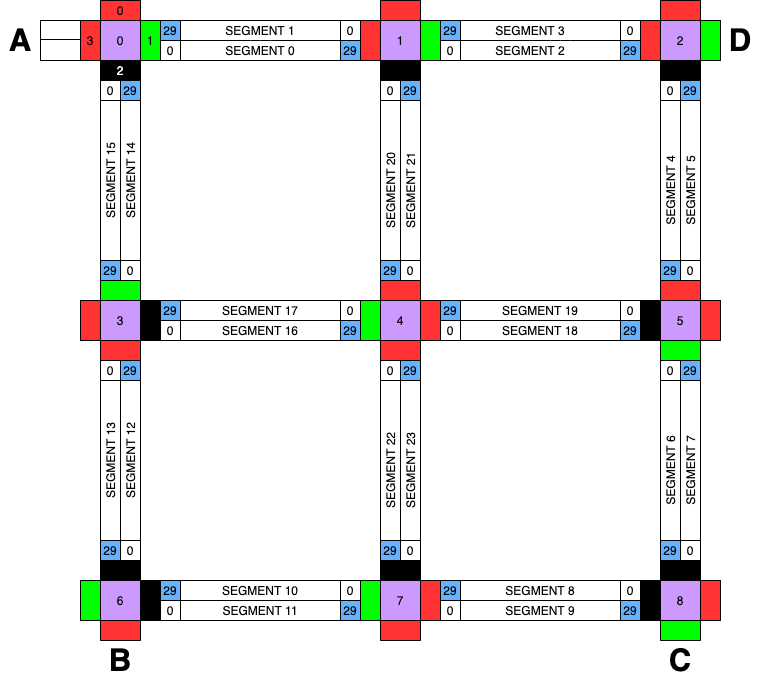 0
A 3 0 1 29 SEGMENT 1 0 1 29 SEGMENT 3 0 2 D
0 SEGMENT 0 29 0 SEGMENT 2 29
2
0 29 0 29 0 29
SEGMENT 15 SEGMENT 14 SEGMENT 20 SEGMENT 21 SEGMENT 4 SEGMENT 5
29 0 29 0 29 0
3 29 SEGMENT 17 0 4 29 SEGMENT 19 0 5
0 SEGMENT 16 29 0 SEGMENT 18 29
0 29 0 29 0 29
SEGMENT 13 SEGMENT 12 SEGMENT 22 SEGMENT 23 SEGMENT 6 SEGMENT 7
29 0 29 0 29 0
6 29 SEGMENT 10 0 7 29 SEGMENT 8 0 8
0 SEGMENT 11 29 0 SEGMENT 9 29
B C